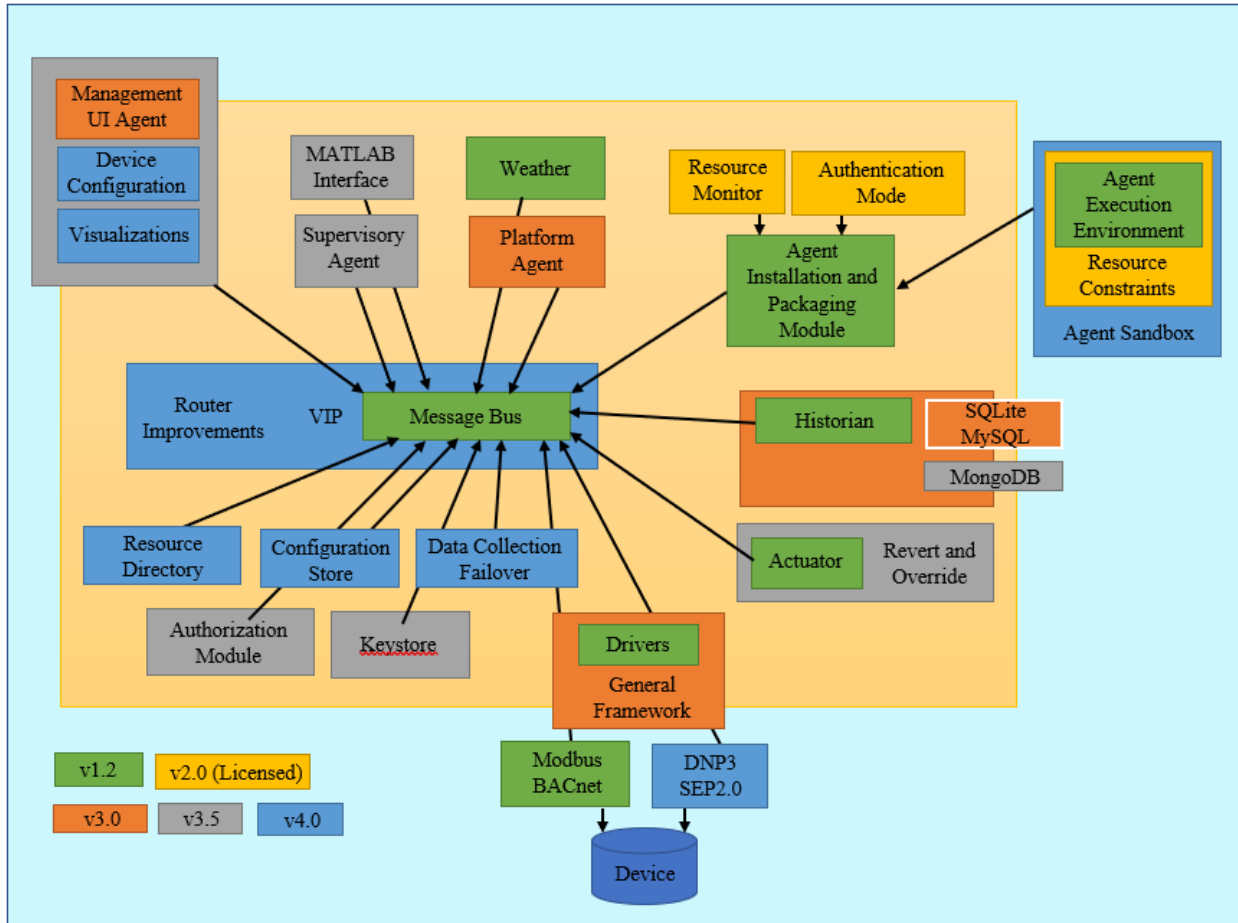 Management
UI Agent
Device
Configuration
Visualizations
MATLAB
Interface
Supervisory
Agent
Weather
Platform
Agent
Resource
Monitor
Authentication
Mode
Agent
Installation and
Packaging
Module
Agent
Execution
Environment
Resource
Constraints
Agent Sandbox
Router
Improvements
VIP
Message Bus
Historian
SQLite
MySQL
MongoDB
Actuator
Revert and
Override
Resource
Directory
Configuration
Store
Data Collection
Failover
Authorization
Module
Keystore
Drivers
General
Framework
Modbus
BACnet
DNP3
SEP2.0
Device
v1.2
v2.0 (Licensed)
v3.0
v3.5
v4.0